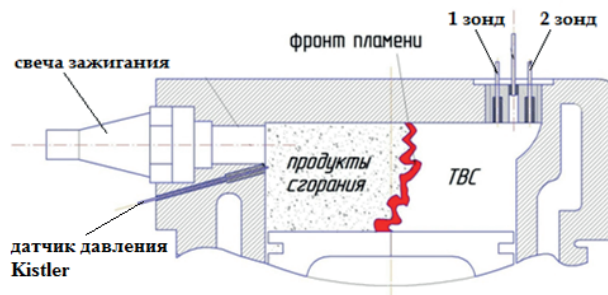 1 зонд
2 зонд
фронт пламени
свеча зажигания
продукты
сгорания
ТВС
датчик давления
Kistler